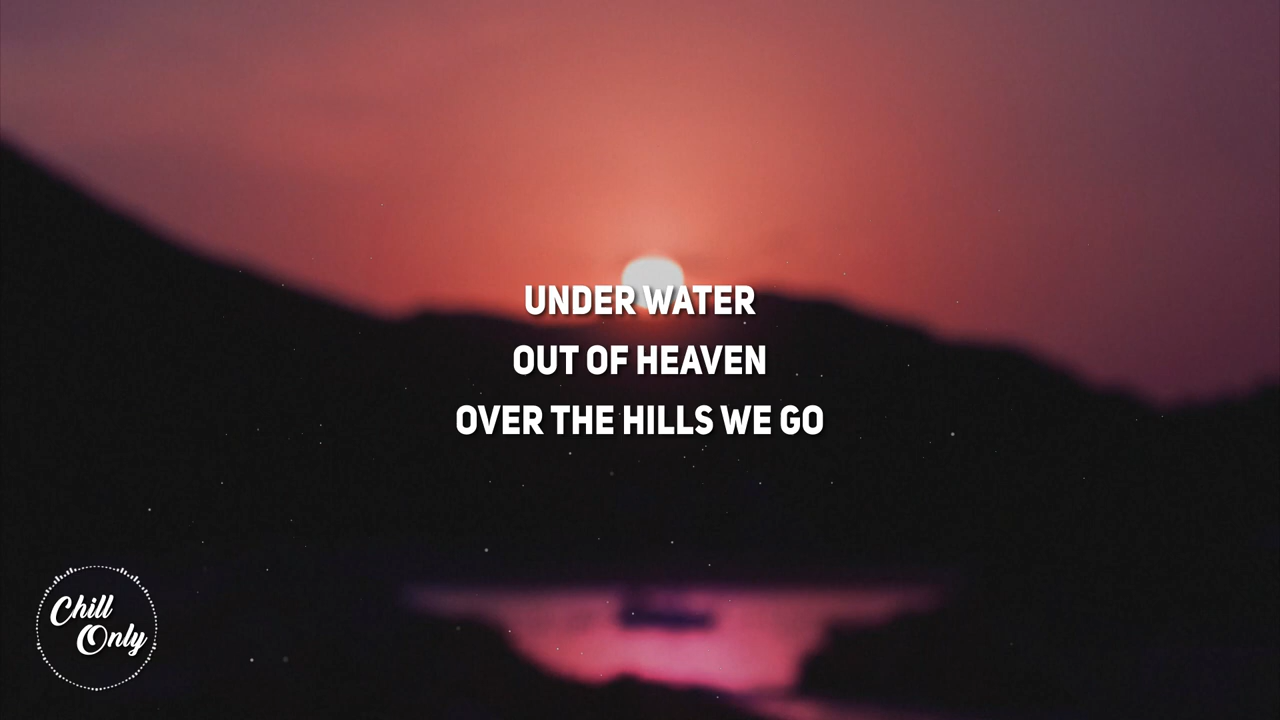 UNDER WATER
OUT OF HEAVEN
OVER THE HILLS WE GO
Chill
Only